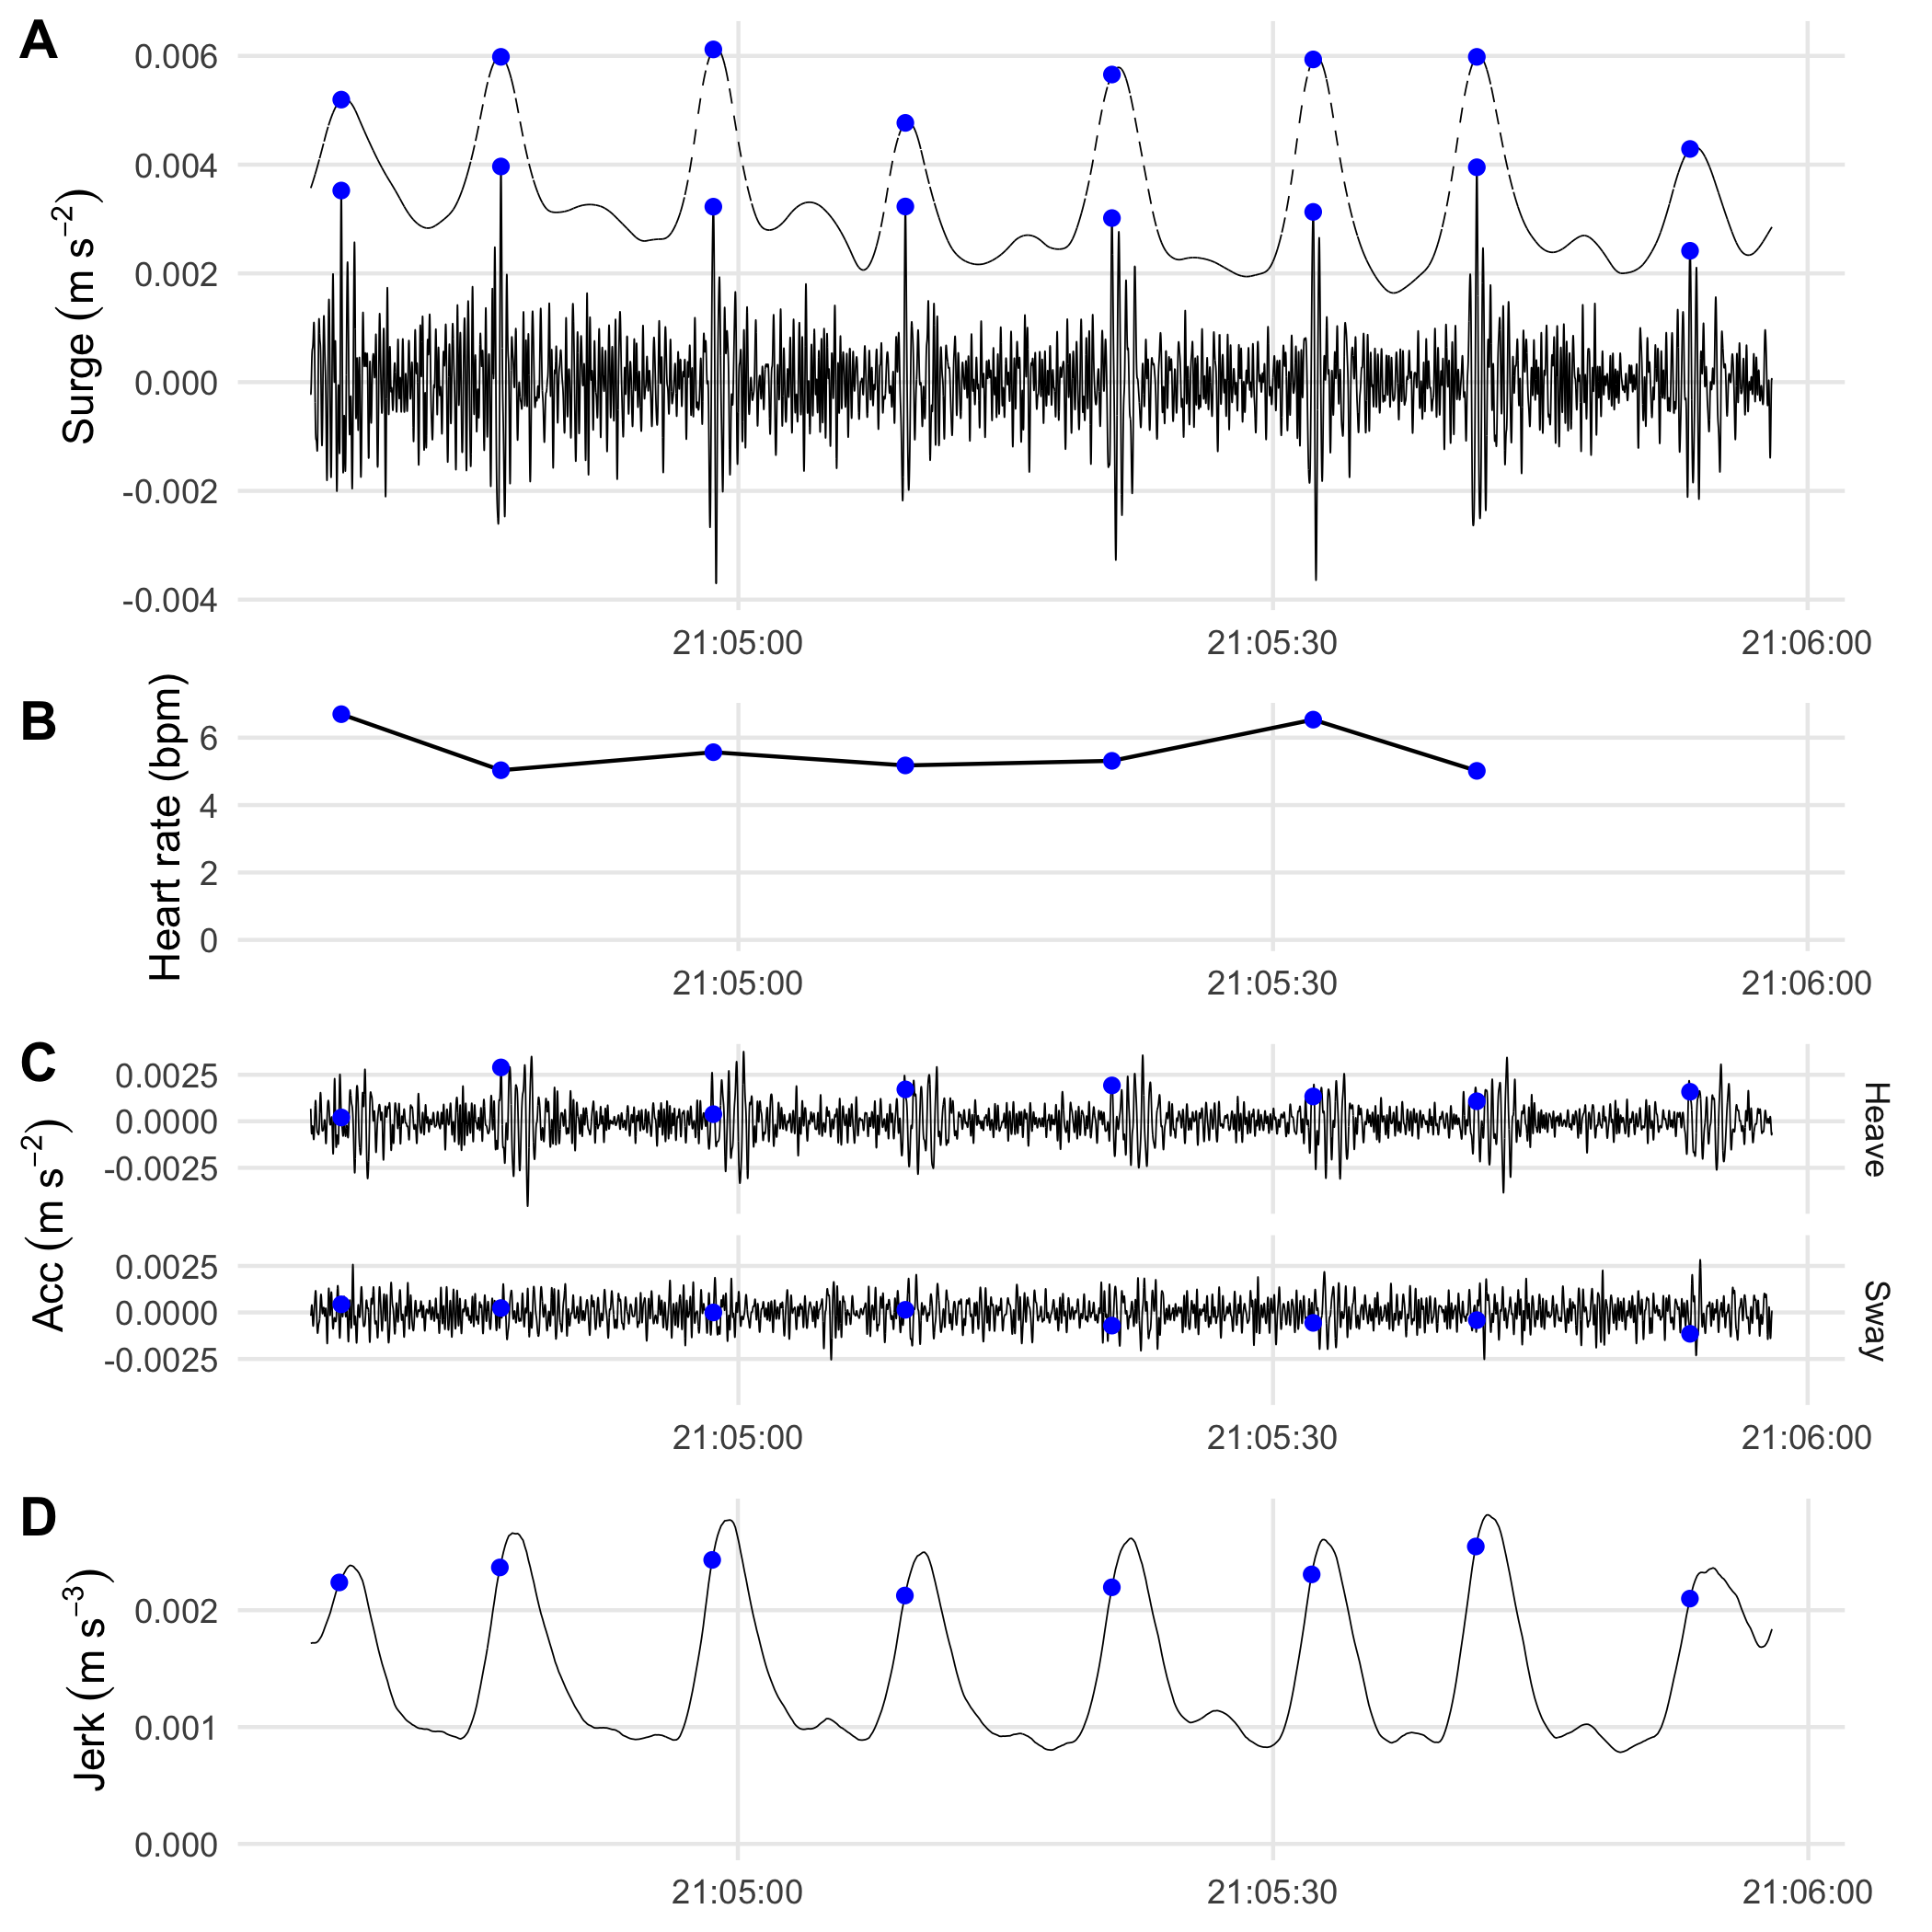 A
Surge (m s⁻²)
0.006
0.004
0.002
0.000
-0.002
-0.004
21:05:00 21:05:30 21:06:00
B
Heart rate (bpm)
6
4
2
0
21:05:00 21:05:30 21:06:00
C
Acc (m s⁻²)
0.0025
0.0000
-0.0025
Heave
0.0025
0.0000
-0.0025
Sway
21:05:00 21:05:30 21:06:00
D
Jerk (m s⁻³)
0.002
0.001
0.000
21:05:00 21:05:30 21:06:00